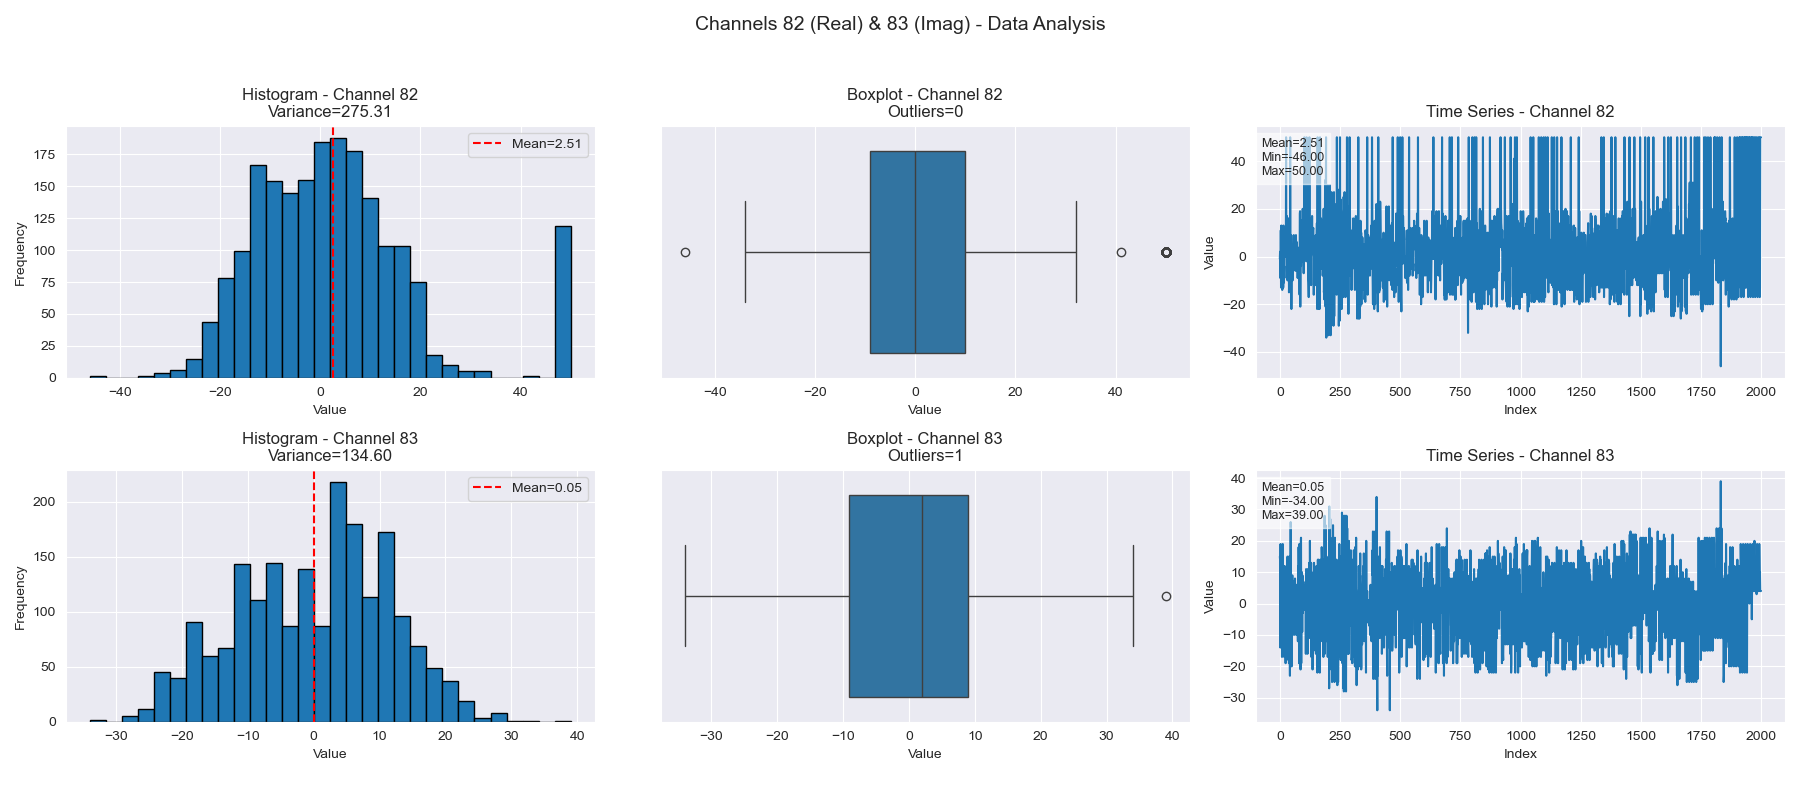 Channels 82 (Real) & 83 (Imag) - Data Analysis
Histogram - Channel 82
Variance=275.31
Mean=2.51
Frequency
175
150
125
100
75
50
25
0
−40
−20
0
20
40
Value
Boxplot - Channel 82
Outliers=0
−40
−20
0
20
40
Value
Time Series - Channel 82
Mean=2.51
Min=-46.00
Max=50.00
Value
40
20
0
−20
−40
0
250
500
750
1000
1250
1500
1750
2000
Index
Histogram - Channel 83
Variance=134.60
Mean=0.05
Frequency
200
150
100
50
0
−30
−20
−10
0
10
20
30
40
Value
Boxplot - Channel 83
Outliers=1
−30
−20
−10
0
10
20
30
40
Value
Time Series - Channel 83
Mean=0.05
Min=-34.00
Max=39.00
Value
40
30
20
10
0
−10
−20
−30
0
250
500
750
1000
1250
1500
1750
2000
Index